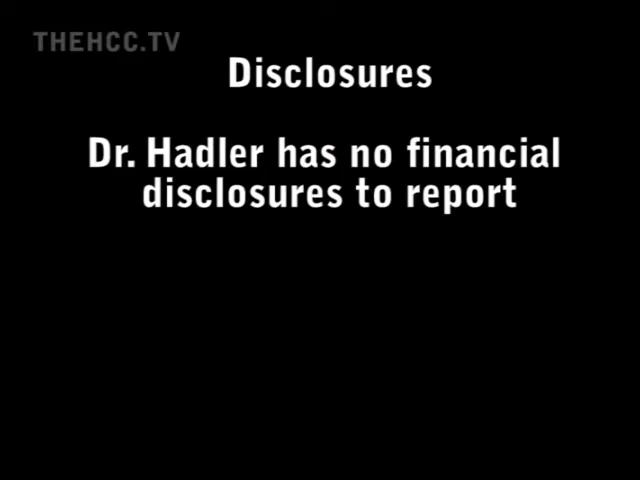 THEHCC.TV
Disclosures
Dr. Hadler has no financial
disclosures to report